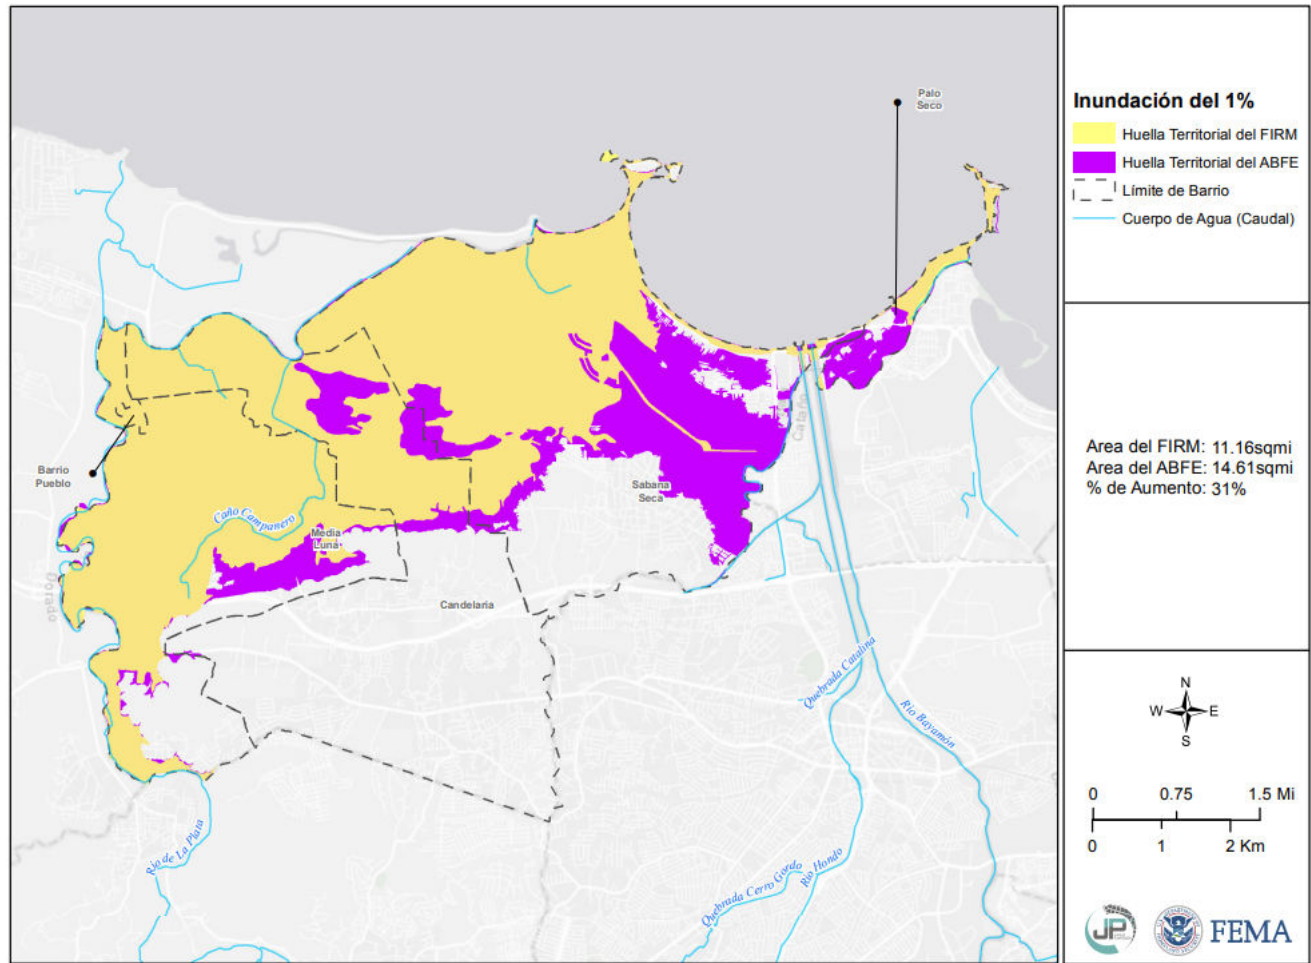 Palo
Seco
Barrio
Pueblo
Caño Campanero
Media
Luna
Sabana
Seca
Candelaria
Cataño
Dorado
Quebrada Catalina
Río Bayamón
Río de La Plata
Quebrada Cerro Gordo
Río Hondo
Inundación del 1%
Huella Territorial del FIRM
Huella Territorial del ABFE
Límite de Barrio
Cuerpo de Agua (Caudal)
Area del FIRM: 11.16sqmi
Area del ABFE: 14.61sqmi
% de Aumento: 31%
N
W E
S
0 0.75 1.5 Mi
0 1 2 Km
JP
FEMA